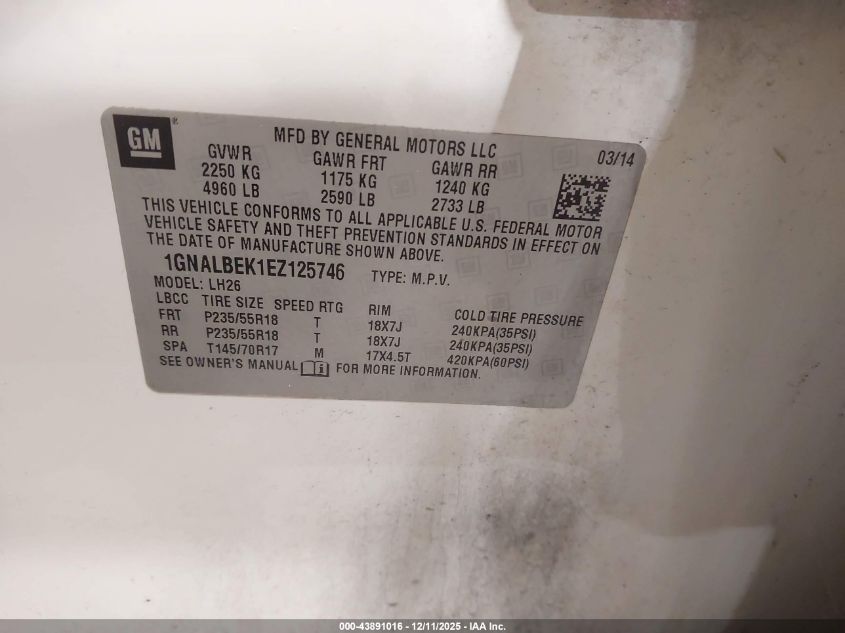 GM ®
MFD BY GENERAL MOTORS LLC
03/14
GVWR GAWR FRT GAWR RR
2250 KG 1175 KG 1240 KG
4960 LB 2590 LB 2733 LB
THIS VEHICLE CONFORMS TO ALL APPLICABLE U.S. FEDERAL MOTOR
VEHICLE SAFETY AND THEFT PREVENTION STANDARDS IN EFFECT ON
THE DATE OF MANUFACTURE SHOWN ABOVE.
1GNALBEK1EZ125746 TYPE: M.P.V.
MODEL: LH26
LBCC TIRE SIZE SPEED RTG RIM COLD TIRE PRESSURE
FRT P235/55R18 T 18X7J 240KPA(35PSI)
RR P235/55R18 T 18X7J 240KPA(35PSI)
SPA T145/70R17 M 17X4.5T 420KPA(60PSI)
SEE OWNER'S MANUAL FOR MORE INFORMATION.
000-43891016 - 12/11/2025 - IAA Inc.